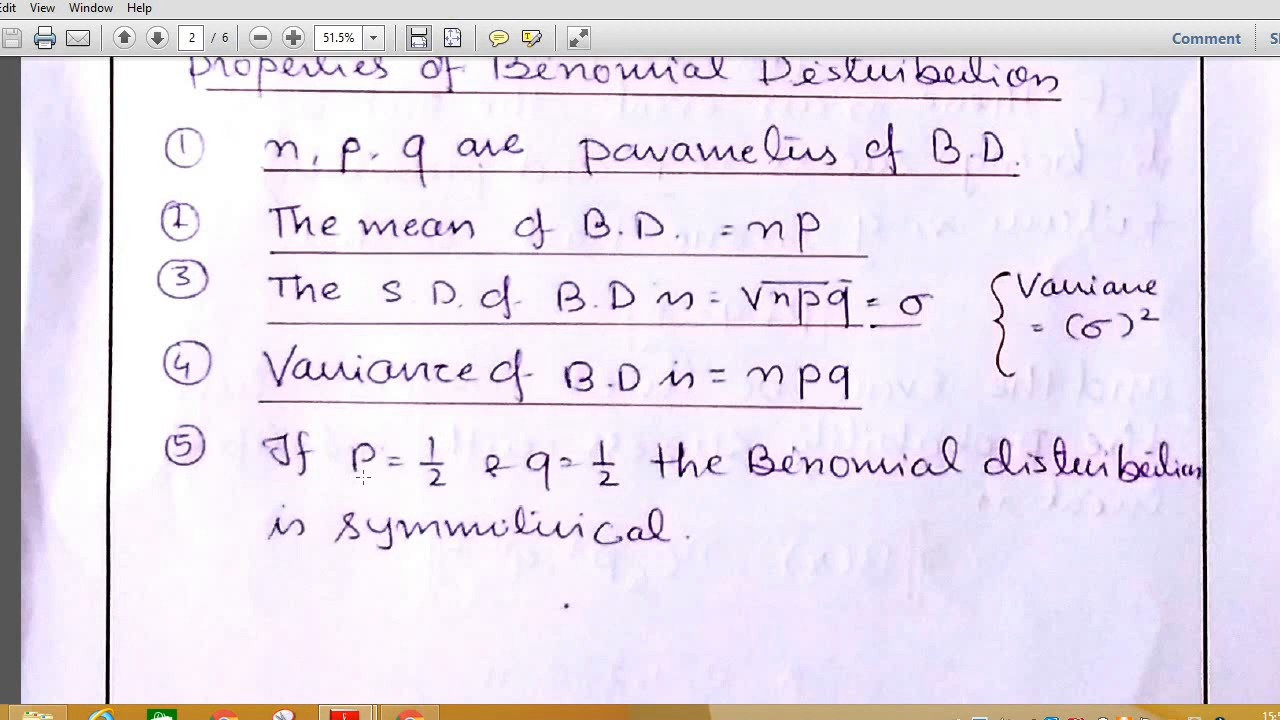 Edit View Window Help
2 / 6 51.5% Comment
Properties of Binomial Distribution
① n, p, q are parameters of B.D.
② The mean of B.D. = np
③ The S.D. of B.D is = √npq = σ
{ Variane
= (σ)²
④ Variance of B.D is = npq
⑤ If P = 1/2 & q = 1/2 the Binomial distribution
is symmetrical.